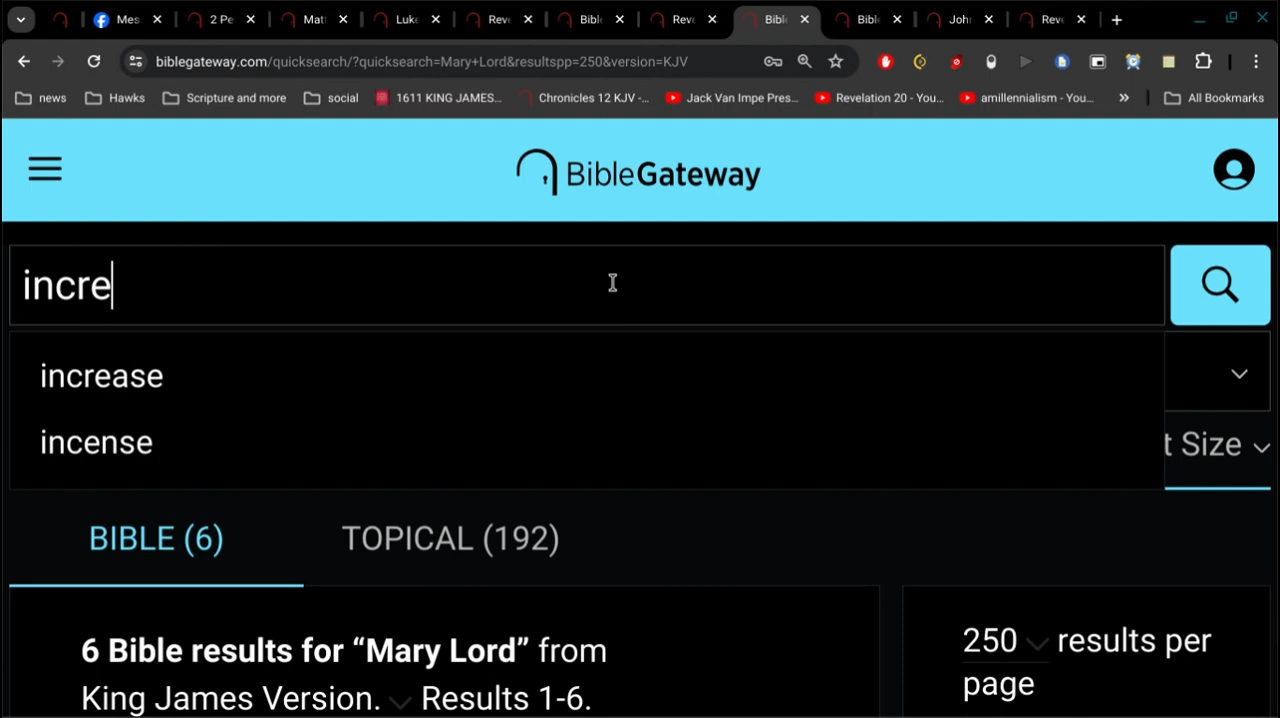 Mes
2 Pe
Mat
Luke
Reve
Bible
Reve
Bibl
Bible
John
Reve
biblegateway.com/quicksearch/?quicksearch=Mary+Lord&resultspp=250&version=KJV
news
Hawks
Scripture and more
social
1611 KING JAMES...
Chronicles 12 KJV -...
Jack Van Impe Pres...
Revelation 20 - You...
amillennialism - You...
All Bookmarks
BibleGateway
incre
increase
incense
t Size
BIBLE (6)
TOPICAL (192)
6 Bible results for “Mary Lord” from
King James Version. Results 1-6.
250 results per
page